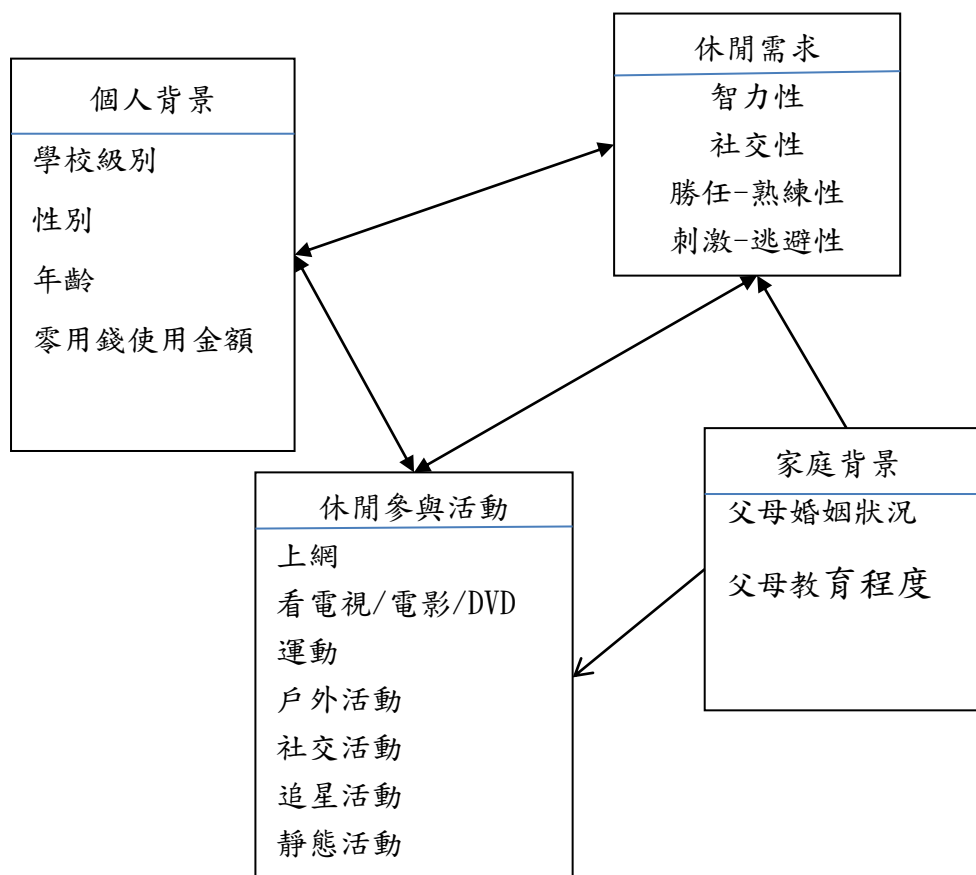 個人背景
學校級別
性別
年齡
零用錢使用金額
休閒需求
智力性
社交性
勝任-熟練性
刺激-逃避性
休閒參與活動
上網
看電視/電影/DVD
運動
戶外活動
社交活動
追星活動
靜態活動
家庭背景
父母婚姻狀況
父母教育程度